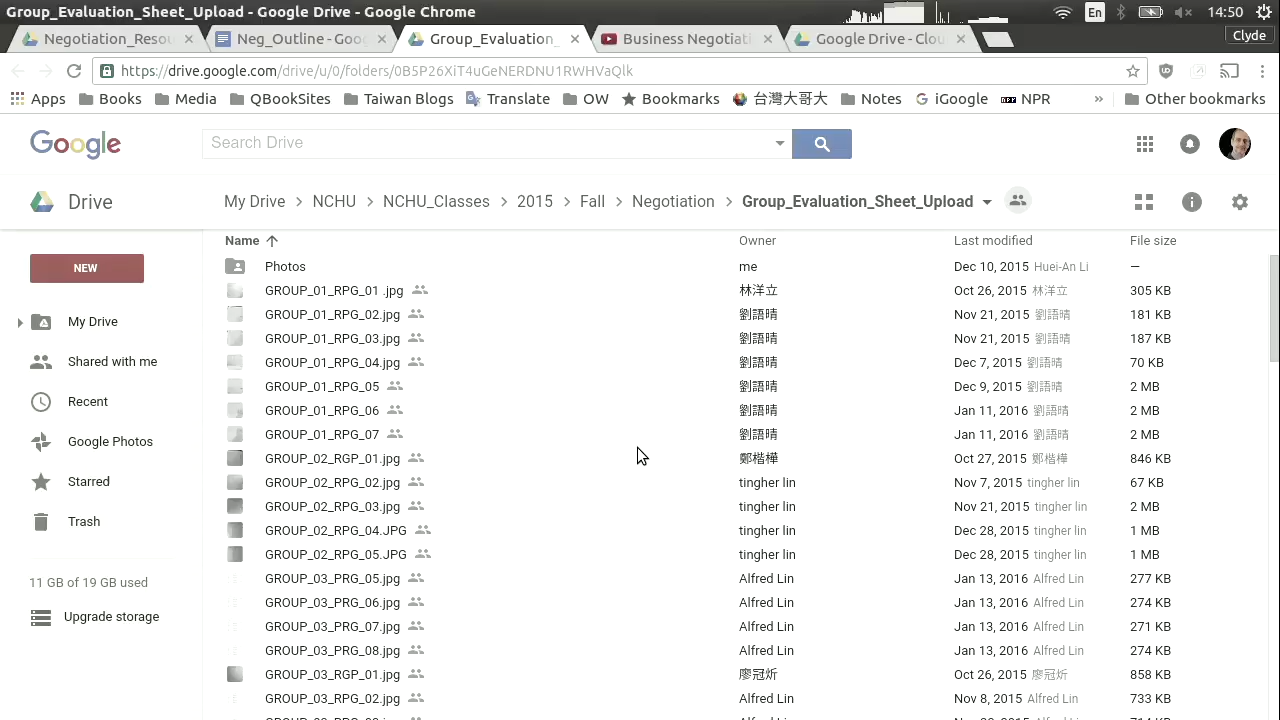 Group_Evaluation_Sheet_Upload - Google Drive - Google Chrome
En
14:50
Negotiation_Resou
Neg_Outline - Goo
Group_Evaluation_
Business Negotiati
Google Drive - Clou
Clyde
https://drive.google.com/drive/u/0/folders/0B5P26XiT4uGeNERDNU1RWHVaQlk
Apps
Books
Media
QBookSites
Taiwan Blogs
Translate
OW
Bookmarks
台灣大哥大
Notes
iGoogle
NPR
»
Other bookmarks
Google
Search Drive
Drive
My Drive > NCHU > NCHU_Classes > 2015 > Fall > Negotiation > Group_Evaluation_Sheet_Upload
NEW
My Drive
Shared with me
Recent
Google Photos
Starred
Trash
11 GB of 19 GB used
Upgrade storage
Name Owner Last modified File size
Photos me Dec 10, 2015 Huei-An Li —
GROUP_01_RPG_01 .jpg 林洋立 Oct 26, 2015 林洋立 305 KB
GROUP_01_RPG_02.jpg 劉語晴 Nov 21, 2015 劉語晴 181 KB
GROUP_01_RPG_03.jpg 劉語晴 Nov 21, 2015 劉語晴 187 KB
GROUP_01_RPG_04.jpg 劉語晴 Dec 7, 2015 劉語晴 70 KB
GROUP_01_RPG_05 劉語晴 Dec 9, 2015 劉語晴 2 MB
GROUP_01_RPG_06 劉語晴 Jan 11, 2016 劉語晴 2 MB
GROUP_01_RPG_07 劉語晴 Jan 11, 2016 劉語晴 2 MB
GROUP_02_RGP_01.jpg 鄭楷樺 Oct 27, 2015 鄭楷樺 846 KB
GROUP_02_RPG_02.jpg tingher lin Nov 7, 2015 tingher lin 67 KB
GROUP_02_RPG_03.jpg tingher lin Nov 21, 2015 tingher lin 2 MB
GROUP_02_RPG_04.JPG tingher lin Dec 28, 2015 tingher lin 1 MB
GROUP_02_RPG_05.JPG tingher lin Dec 28, 2015 tingher lin 1 MB
GROUP_03_PRG_05.jpg Alfred Lin Jan 13, 2016 Alfred Lin 277 KB
GROUP_03_PRG_06.jpg Alfred Lin Jan 13, 2016 Alfred Lin 274 KB
GROUP_03_PRG_07.jpg Alfred Lin Jan 13, 2016 Alfred Lin 271 KB
GROUP_03_PRG_08.jpg Alfred Lin Jan 13, 2016 Alfred Lin 274 KB
GROUP_03_RGP_01.jpg 廖冠炘 Oct 26, 2015 廖冠炘 858 KB
GROUP_03_RPG_02.jpg Alfred Lin Nov 8, 2015 Alfred Lin 733 KB